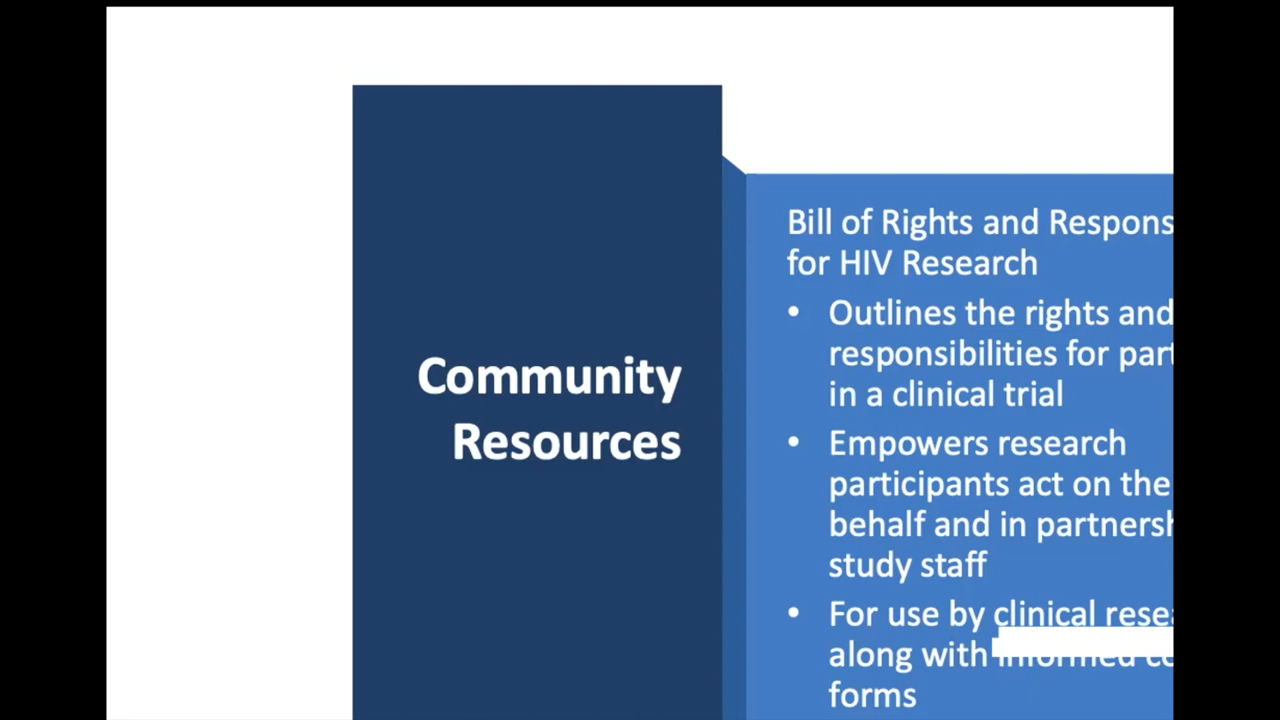 Community
Resources
Bill of Rights and Respons
for HIV Research
• Outlines the rights and
responsibilities for part
in a clinical trial
• Empowers research
participants act on the
behalf and in partnersh
study staff
• For use by clinical rese
along with informed co
forms